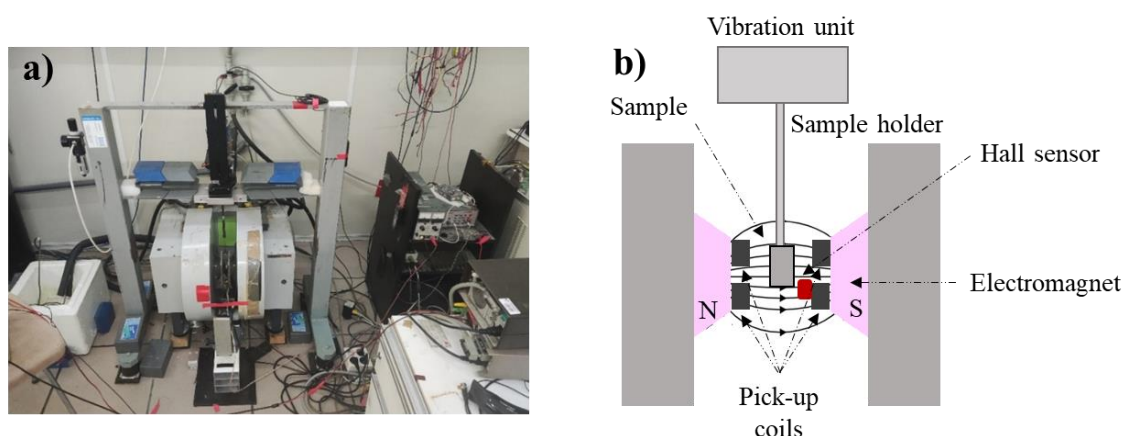 a)
b)
Vibration unit
Sample
Sample holder
Hall sensor
Electromagnet
N
S
Pick-up
coils